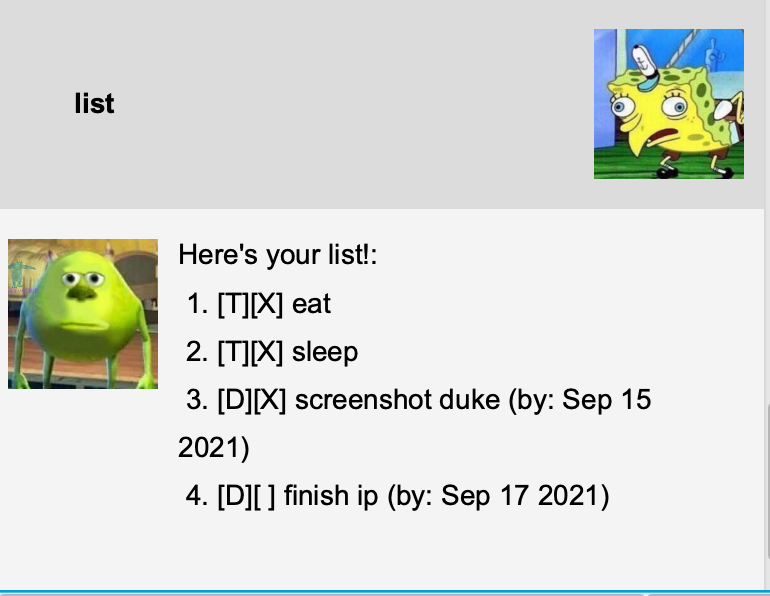 list
Here's your list!:
1. [T][X] eat
2. [T][X] sleep
3. [D][X] screenshot duke (by: Sep 15
2021)
4. [D][ ] finish ip (by: Sep 17 2021)